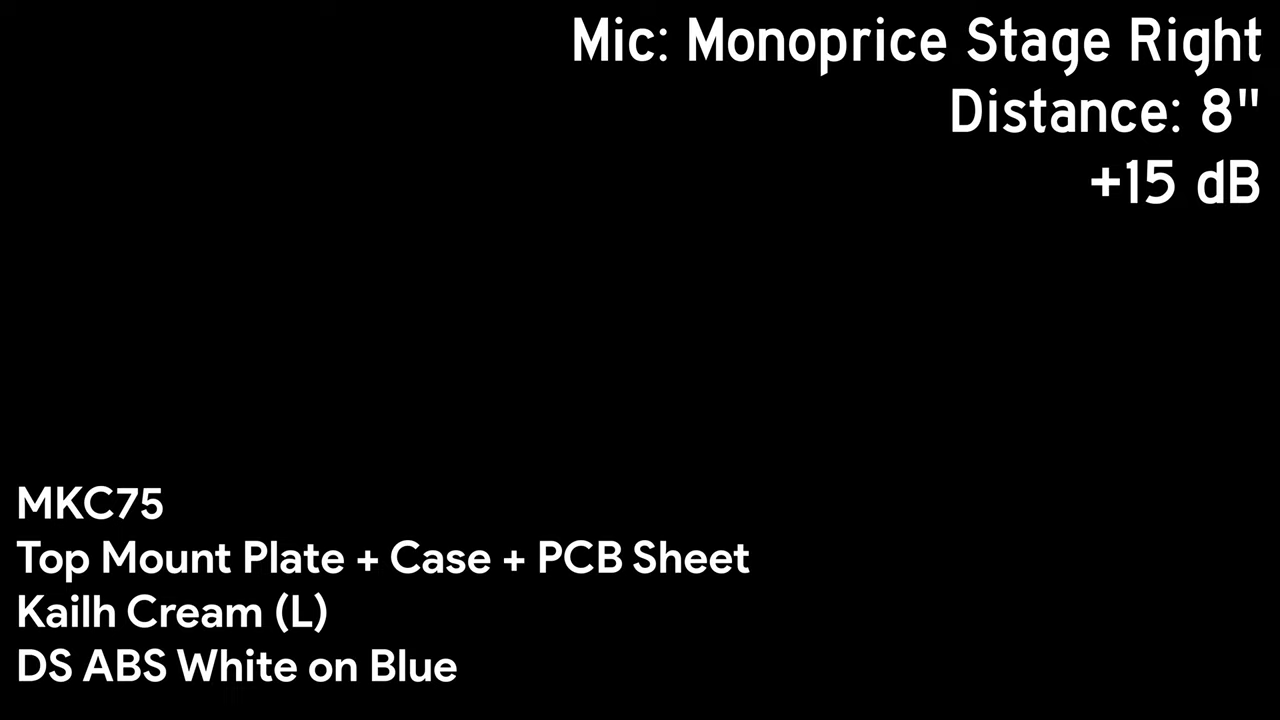 Mic: Monoprice Stage Right
Distance: 8"
+15 dB
MKC75
Top Mount Plate + Case + PCB Sheet
Kailh Cream (L)
DS ABS White on Blue